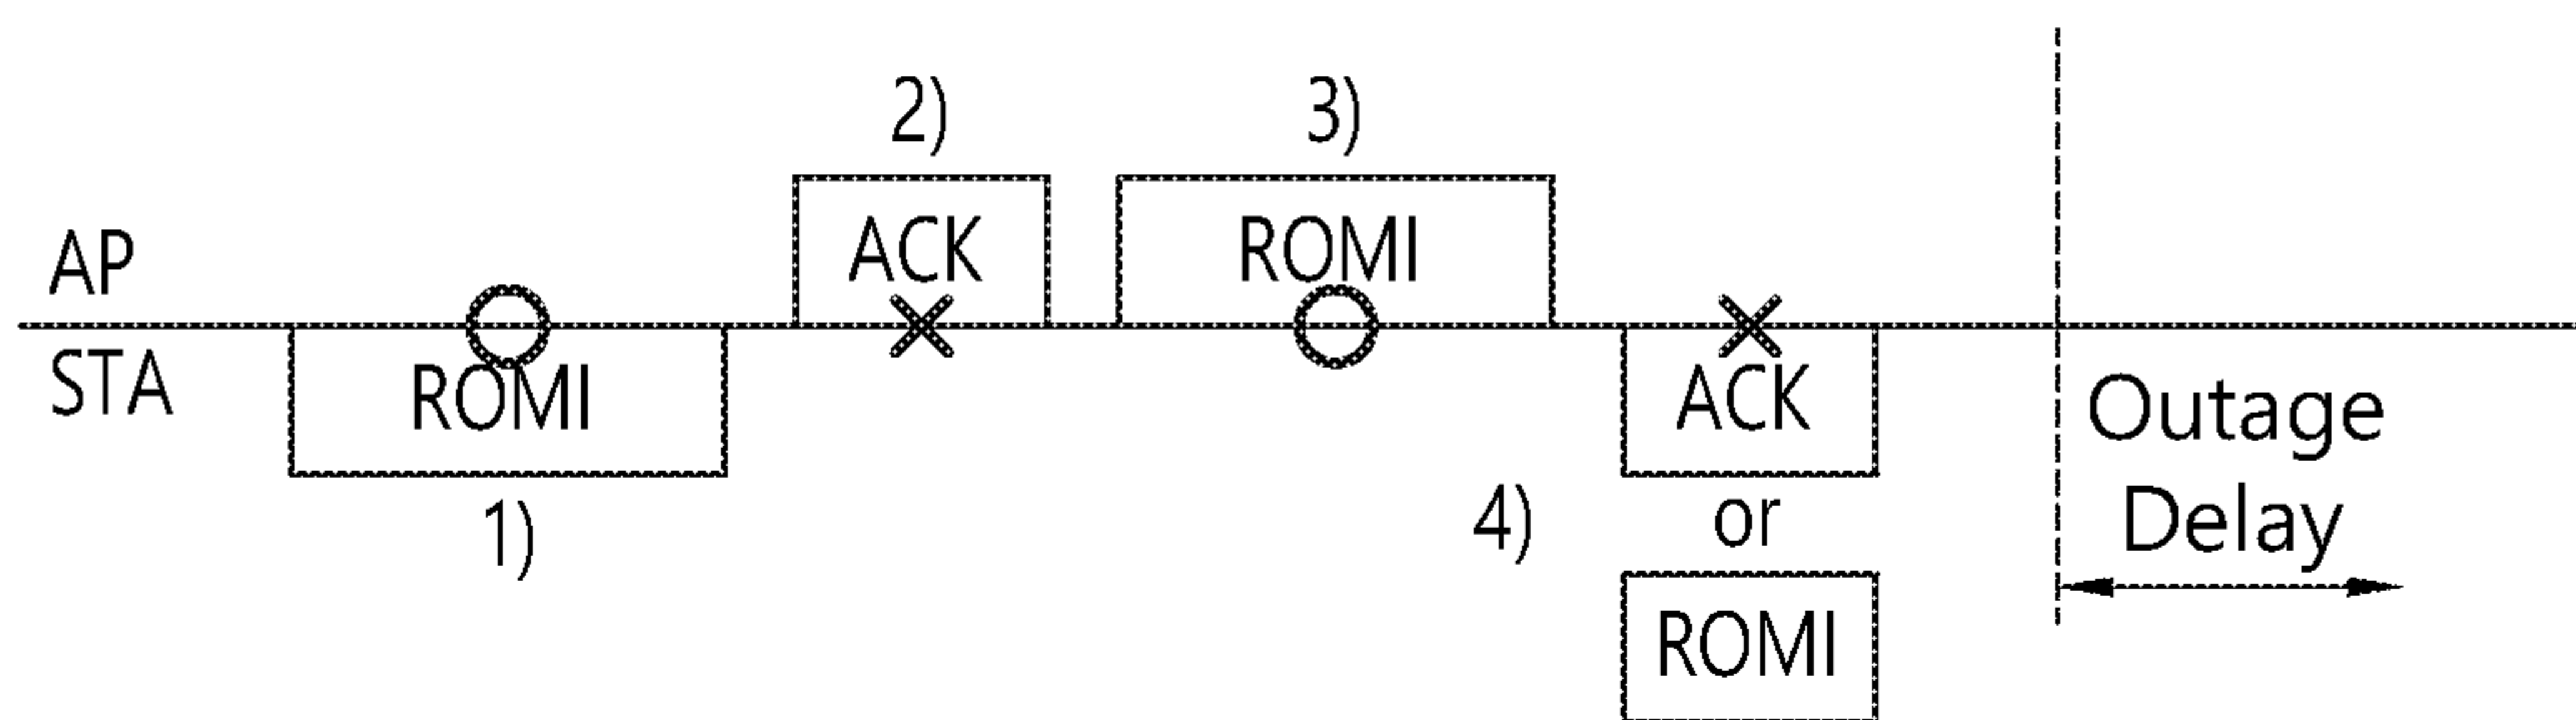 2)
3)
AP
ACK
ROMI
STA
ROMI
ACK
Outage
Delay
1)
4)
or
ROMI